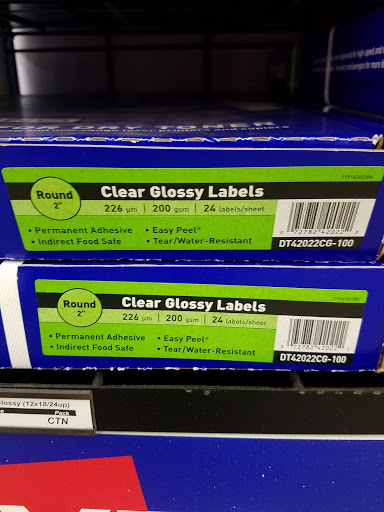 TONER
Round
2"
Clear Glossy Labels
226 µm | 200 gsm | 24 labels/sheet
• Permanent Adhesive • Easy Peel®
• Indirect Food Safe • Tear/Water-Resistant
DT42022CG-100
Round
2"
Clear Glossy Labels
226 µm | 200 gsm | 24 labels/sheet
• Permanent Adhesive • Easy Peel®
• Indirect Food Safe • Tear/Water-Resistant
DT42022CG-100
lossy (12x18/24up)
Pack
CTN